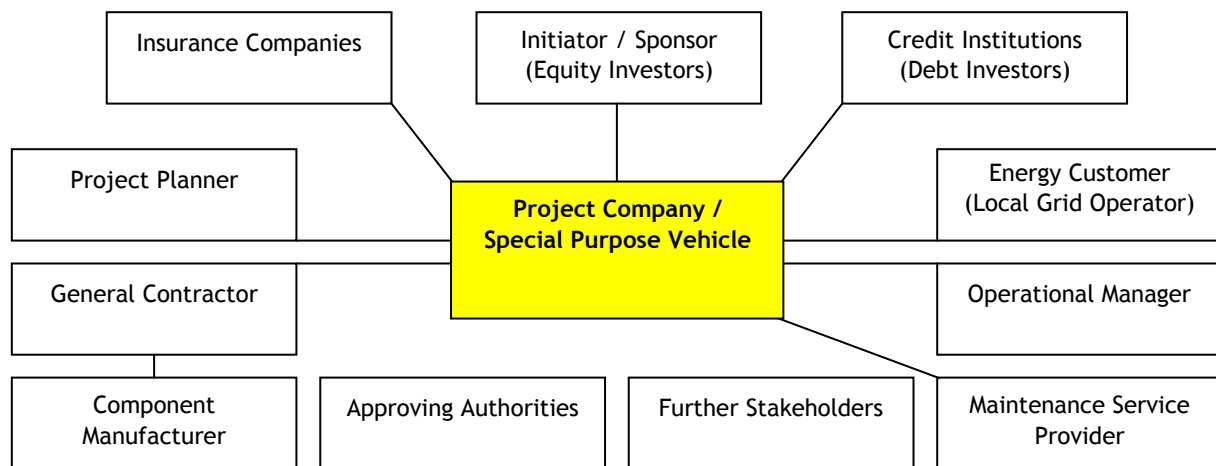 Insurance Companies
Initiator / Sponsor
(Equity Investors)
Credit Institutions
(Debt Investors)
Project Planner
Project Company /
Special Purpose Vehicle
Energy Customer
(Local Grid Operator)
General Contractor
Operational Manager
Component
Manufacturer
Approving Authorities
Further Stakeholders
Maintenance Service
Provider